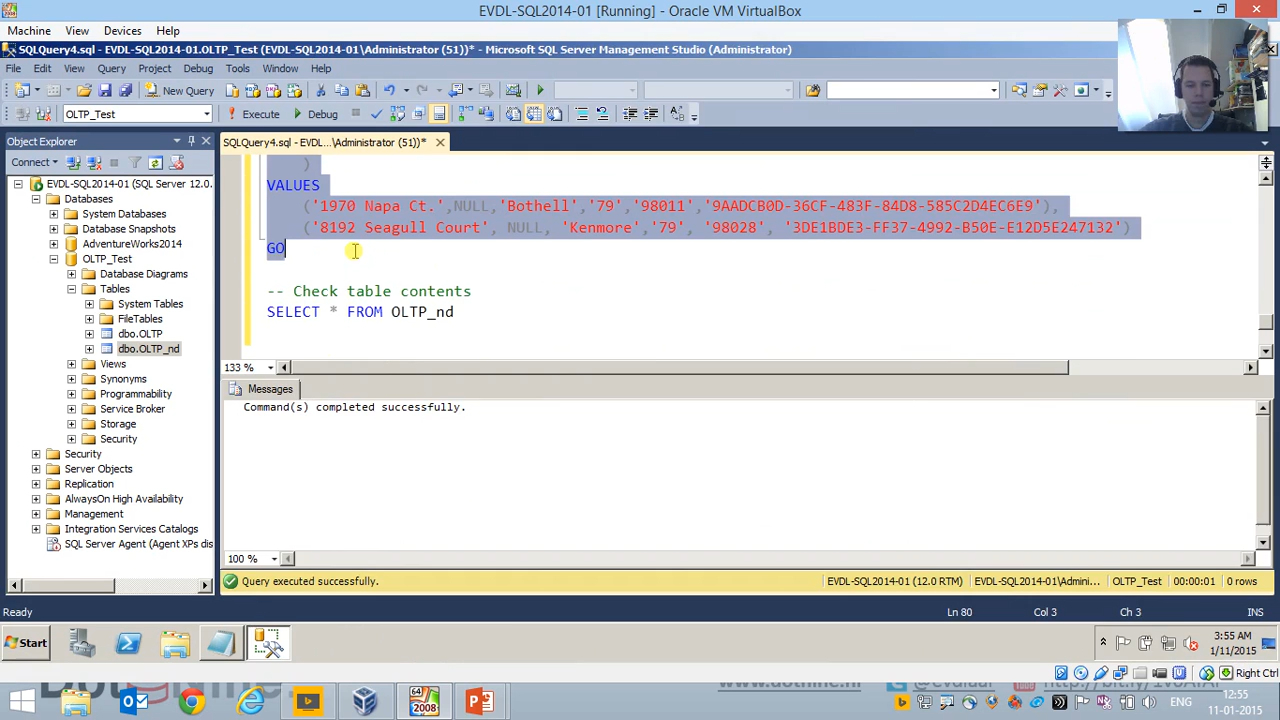 EVDL-SQL2014-01 [Running] - Oracle VM VirtualBox
Machine View Devices Help
SQLQuery4.sql - EVDL-SQL2014-01.OLTP_Test (EVDL-SQL2014-01\Administrator (51))* - Microsoft SQL Server Management Studio (Administrator)
File Edit View Query Project Debug Tools Window Help
New Query
OLTP_Test Execute Debug
Object Explorer
SQLQuery4.sql - EVDL...\Administrator (51))*
Connect
EVDL-SQL2014-01 (SQL Server 12.0.
Databases
System Databases
Database Snapshots
AdventureWorks2014
OLTP_Test
Database Diagrams
Tables
System Tables
FileTables
dbo.OLTP
dbo.OLTP_nd
Views
Synonyms
Programmability
Service Broker
Storage
Security
Security
Server Objects
Replication
AlwaysOn High Availability
Management
Integration Services Catalogs
SQL Server Agent (Agent XPs dis
)
VALUES
('1970 Napa Ct.',NULL,'Bothell','79','98011','9AADCB0D-36CF-483F-84D8-585C2D4EC6E9'),
('8192 Seagull Court', NULL, 'Kenmore','79', '98028', '3DE1BDE3-FF37-4992-B50E-E12D5E247132')
GO
-- Check table contents
SELECT * FROM OLTP_nd
133 %
Messages
Command(s) completed successfully.
100 %
Query executed successfully. EVDL-SQL2014-01 (12.0 RTM) EVDL-SQL2014-01\Admini... OLTP_Test 00:00:01 0 rows
Ready Ln 80 Col 3 Ch 3 INS
Start
3:55 AM
1/11/2015
Right Ctrl
64
2008
ENG
12:55
11-01-2015